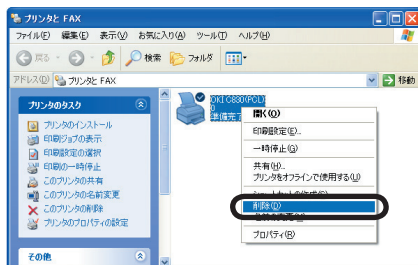 プリンタと FAX
ファイル(F) 編集(E) 表示(V) お気に入り(A) ツール(T) ヘルプ(H)
戻る 検索 フォルダ
アドレス(D) プリンタと FAX 移動
プリンタのタスク
プリンタのインストール
印刷ジョブの表示
印刷設定の選択
印刷の一時停止
このプリンタの共有
このプリンタの名前変更
このプリンタの削除
プリンタのプロパティの設定
その他
OKI C830(PCL)
0
準備完了
開く(O)
印刷設定(E)...
一時停止(G)
共有(H)...
プリンタをオフラインで使用する(U)
削除(D)
プロパティ(R)